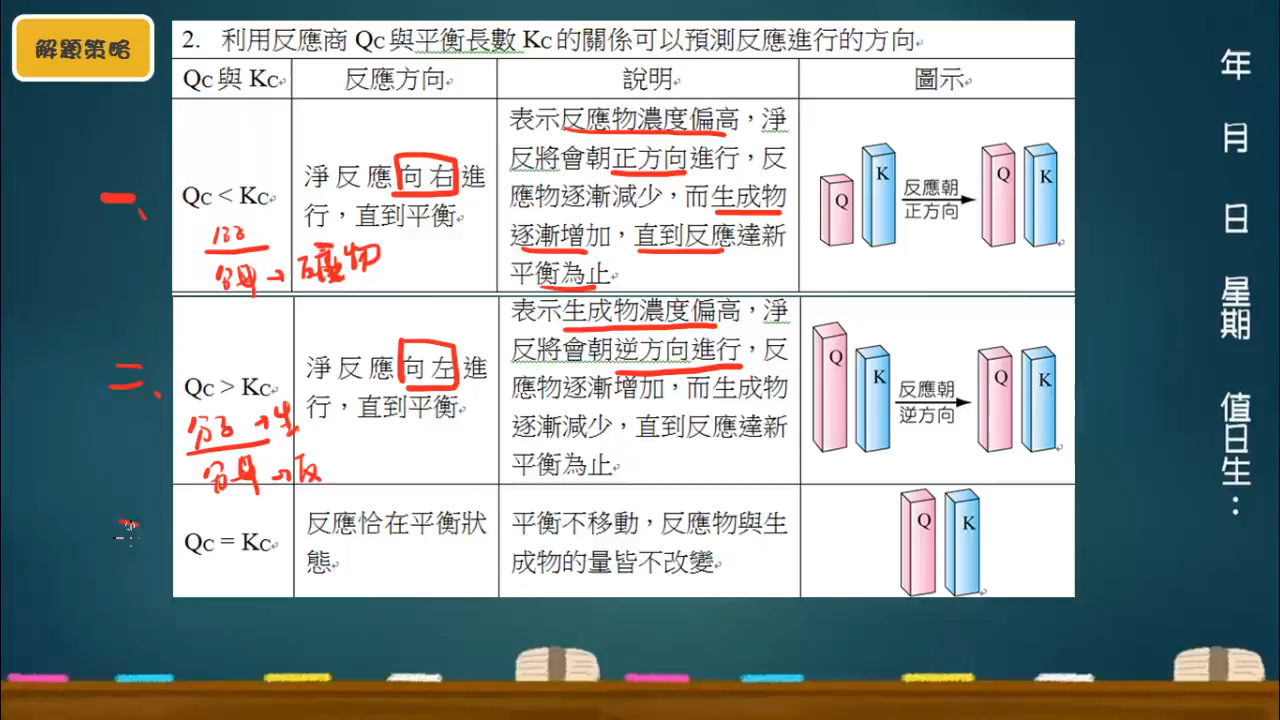 解題策略
2. 利用反應商 Qc 與平衡長數 Kc 的關係可以預測反應進行的方向
Qc 與 Kc
反應方向
說明
圖示
一、
Qc < Kc
分母→
物
淨反應向右進
行，直到平衡
表示反應物濃度偏高，淨
反將會朝正方向進行，反
應物逐漸減少，而生成物
逐漸增加，直到反應達新
平衡為止
Q
K
反應朝
正方向
Q
K
二、
Qc > Kc
分子→生
分母→反
淨反應向左進
行，直到平衡
表示生成物濃度偏高，淨
反將會朝逆方向進行，反
應物逐漸增加，而生成物
逐漸減少，直到反應達新
平衡為止
Q
K
反應朝
逆方向
Q
K
Qc = Kc
反應恰在平衡狀
態
平衡不移動，反應物與生
成物的量皆不改變
Q
K
年
月
日
星期
值日生：